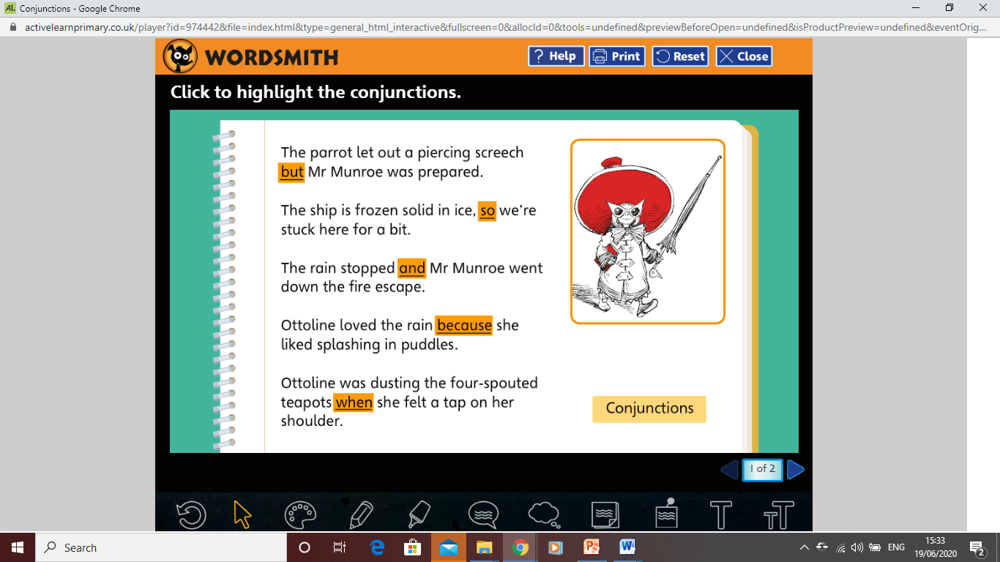 Conjunctions - Google Chrome
activelearnprimary.co.uk/player?id=974442&file=index.html&type=general_html_interactive&fullscreen=0&allocId=0&tools=undefined&previewBeforeOpen=undefined&isProductPreview=undefined&eventOrig...
WORDSMITH
? Help Print Reset Close
Click to highlight the conjunctions.
The parrot let out a piercing screech
but Mr Munroe was prepared.
The ship is frozen solid in ice, so we're
stuck here for a bit.
The rain stopped and Mr Munroe went
down the fire escape.
Ottoline loved the rain because she
liked splashing in puddles.
Ottoline was dusting the four-spouted
teapots when she felt a tap on her
shoulder.
Conjunctions
1 of 2
T TT
Search
ENG
15:33
19/06/2020
2